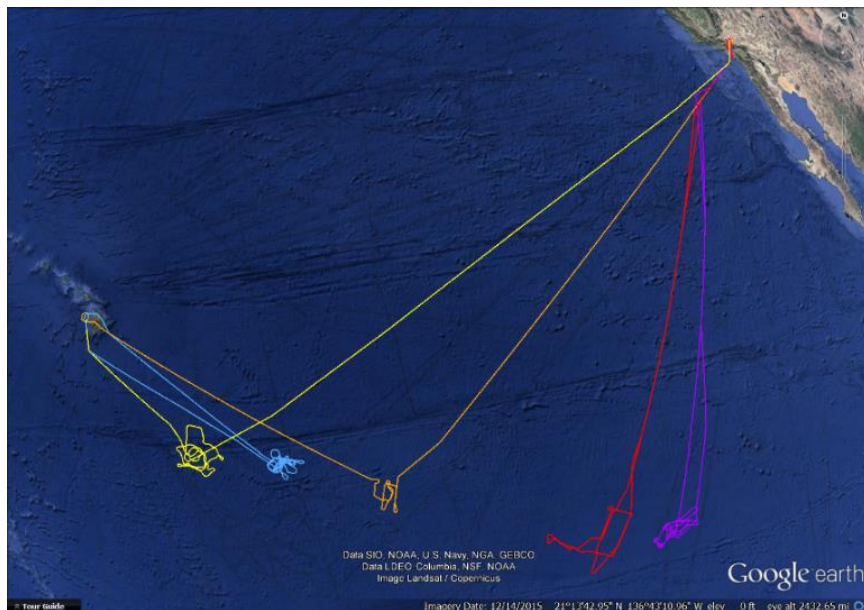 Data SIO, NOAA, U.S. Navy, NGA, GEBCO
Data LDEO Columbia, NSF, NOAA
Image Landsat / Copernicus
Google earth
Tour Guide
Imagery Date: 12/14/2015 21°13'42.95" N 136°43'10.96" W elev 0 ft eye alt 2432.65 mi